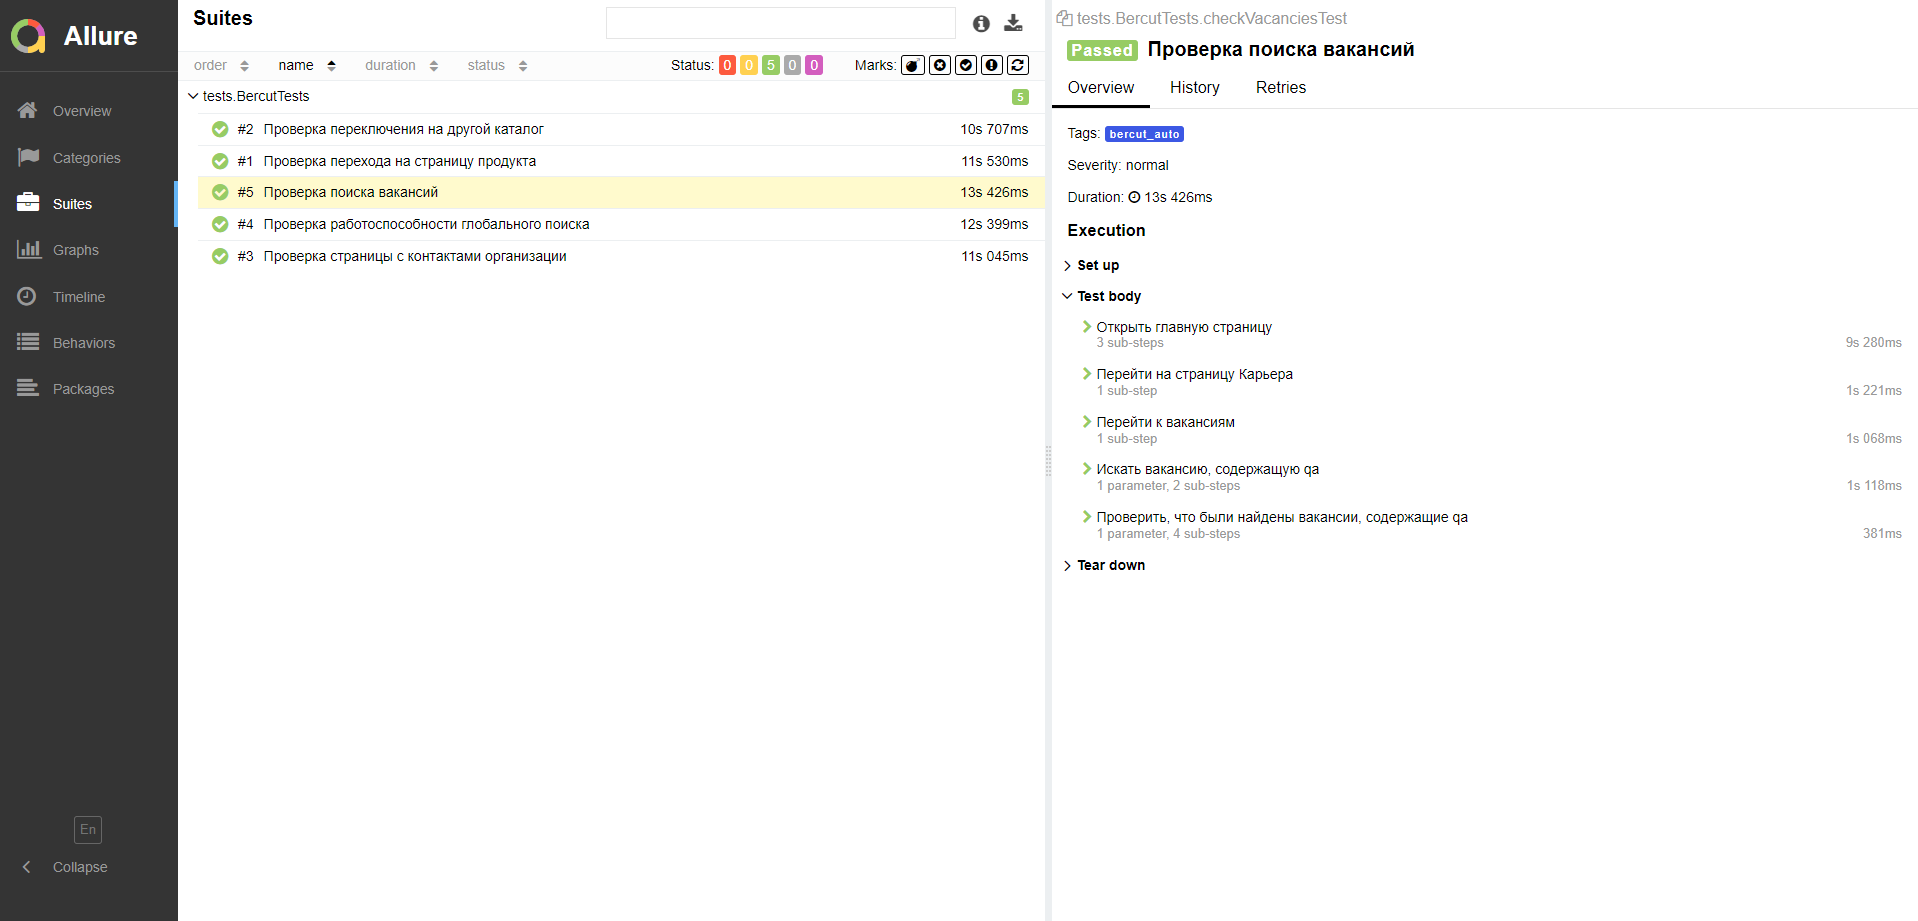 Allure
Overview
Categories
Suites
Graphs
Timeline
Behaviors
Packages
En
Collapse
Suites
order name duration status Status: 0 0 5 0 0 Marks:
tests.BercutTests 5
#2 Проверка переключения на другой каталог 10s 707ms
#1 Проверка перехода на страницу продукта 11s 530ms
#5 Проверка поиска вакансий 13s 426ms
#4 Проверка работоспособности глобального поиска 12s 399ms
#3 Проверка страницы с контактами организации 11s 045ms
tests.BercutTests.checkVacanciesTest
Passed Проверка поиска вакансий
Overview History Retries
Tags: bercut_auto
Severity: normal
Duration: 13s 426ms
Execution
Set up
Test body
Открыть главную страницу
3 sub-steps 9s 280ms
Перейти на страницу Карьера
1 sub-step 1s 221ms
Перейти к вакансиям
1 sub-step 1s 068ms
Искать вакансию, содержащую qa
1 parameter, 2 sub-steps 1s 118ms
Проверить, что были найдены вакансии, содержащие qa
1 parameter, 4 sub-steps 381ms
Tear down